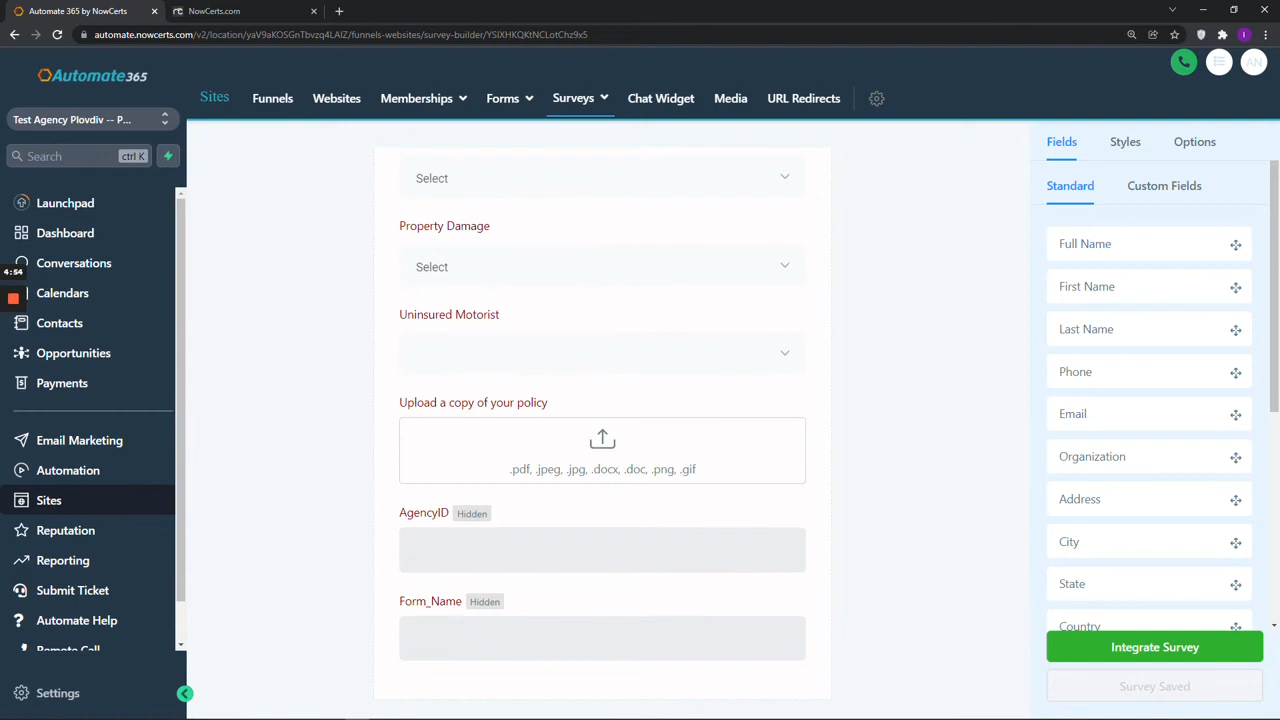 Automate 365 by NowCerts
NowCerts.com
automate.nowcerts.com/v2/location/yaV9aKOSGnTbvzq4LAIZ/funnels-websites/survey-builder/YSIXHKQKtNCLotChz9x5
Automate365
AN
Sites
Funnels
Websites
Memberships
Forms
Surveys
Chat Widget
Media
URL Redirects
Test Agency Plovdiv -- P...
Search
ctrl K
Launchpad
Dashboard
Conversations
4:54
Calendars
Contacts
Opportunities
Payments
Email Marketing
Automation
Sites
Reputation
Reporting
Submit Ticket
Automate Help
Remote Call
Settings
Select
Property Damage
Select
Uninsured Motorist
Upload a copy of your policy
.pdf, .jpeg, .jpg, .docx, .doc, .png, .gif
AgencyID Hidden
Form_Name Hidden
Fields
Styles
Options
Standard
Custom Fields
Full Name
First Name
Last Name
Phone
Email
Organization
Address
City
State
Country
Integrate Survey
Survey Saved